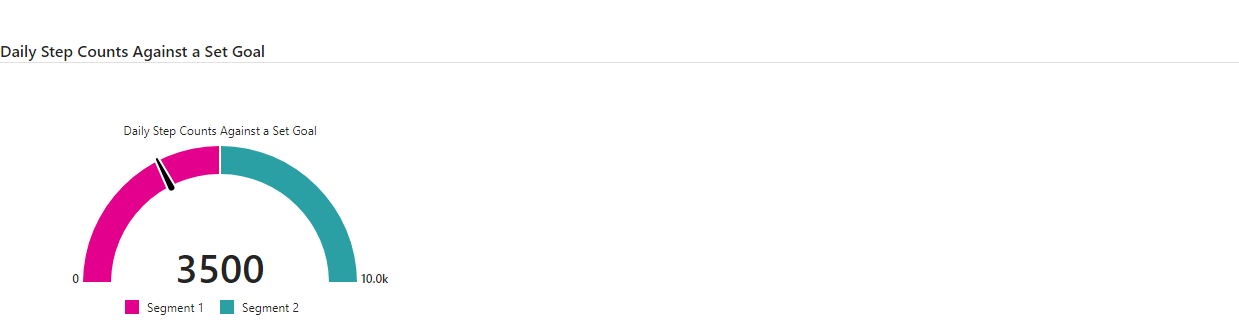 Daily Step Counts Against a Set Goal
Daily Step Counts Against a Set Goal
3500
0
10.0k
Segment 1
Segment 2